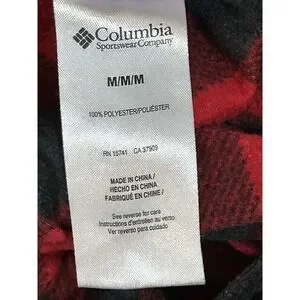 Columbia
Sportswear Company
M/M/M
100% POLYESTER/POLIÉSTER
RN 15741 CA 37909
MADE IN CHINA /
HECHO EN CHINA /
FABRIQUÉ EN CHINE /
See reverse for care
Instructions d'entretien au verso
Ver reverso para cuidado